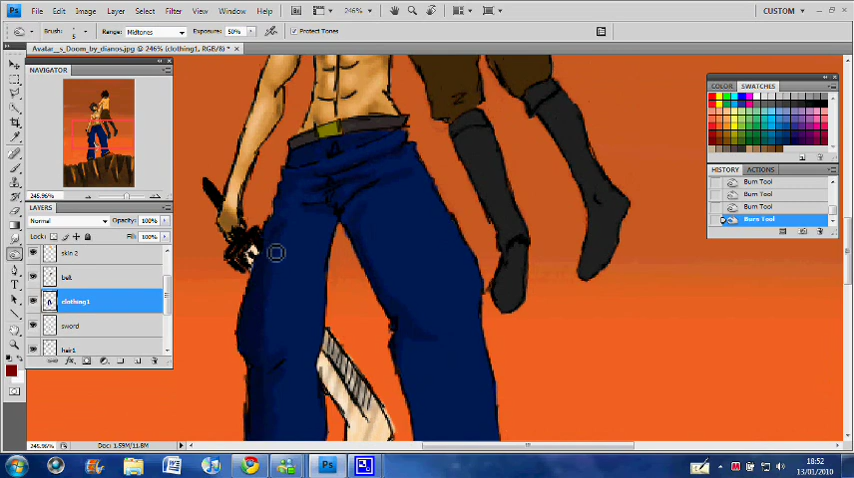 Ps File Edit Image Layer Select Filter View Window Help 246% CUSTOM
Brush: 5 Range: Midtones Exposure: 50% Protect Tones
Avatar__s_Doom_by_dianos.jpg @ 246% (clothing1, RGB/8) *
NAVIGATOR
245.96%
LAYERS
Normal Opacity: 100%
Lock: Fill: 100%
skin 2
belt
clothing1
sword
hair1
COLOR SWATCHES
HISTORY ACTIONS
Burn Tool
Burn Tool
Burn Tool
Burn Tool
245.96% Doc: 1.59M/11.8M
W Ps
18:52
13/01/2010